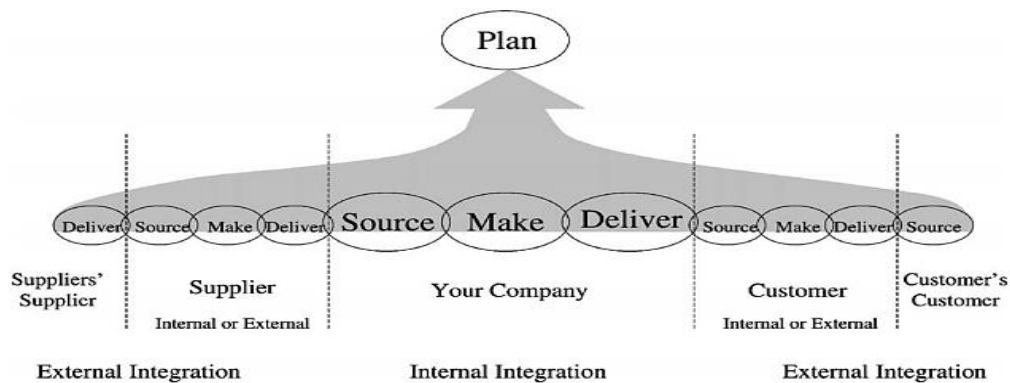 Plan
Deliver Source Make Deliver Source Make Deliver Source Make Deliver Source
Suppliers'
Supplier
Supplier
Internal or External
Your Company
Customer
Internal or External
Customer's
Customer
External Integration
Internal Integration
External Integration